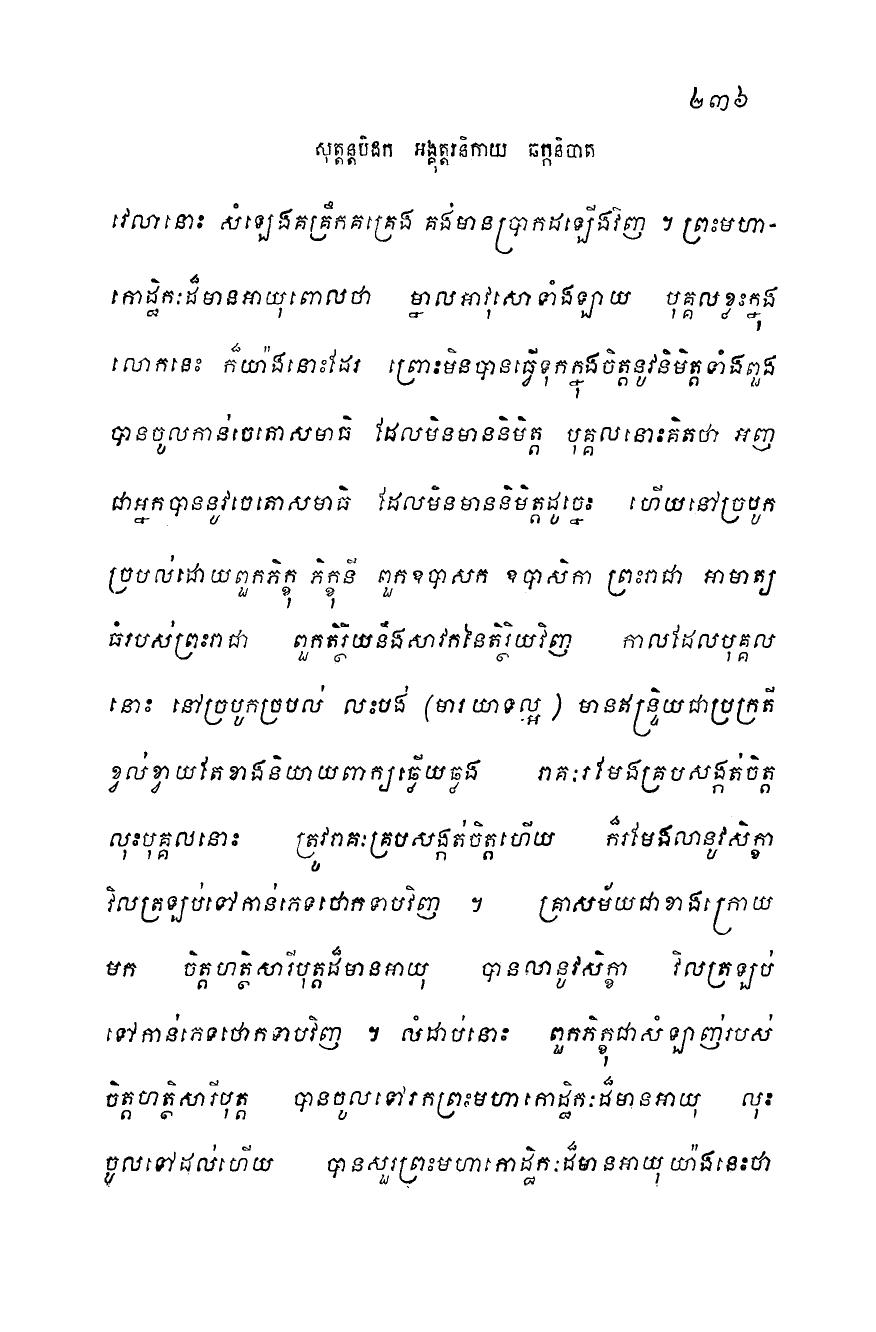 ២៣៦
សុត្តន្តបិដក អង្គុត្តរនិកាយ ឆក្កនិបាត
វេលានោះ សំឡេងគគ្រឹកគគ្រេង គង់មានប្រាកដឡើងវិញ ។ ព្រះមហា-
កោដ្ឋិកៈដ៏មានអាយុពោលថា ម្នាលអាវុសោទាំងឡាយ បុគ្គលខ្លះក្នុង
លោកនេះ ក៏យ៉ាងនោះដែរ ព្រោះមិនបានធ្វើទុកក្នុងចិត្តនូវនិមិត្តទាំងពួង
បានចូលកាន់ចេតោសមាធិ ដែលមិនមាននិមិត្ត បុគ្គលនោះគិតថា អញ
ជាអ្នកបាននូវចេតោសមាធិ ដែលមិនមាននិមិត្តដូច្នេះ ហើយនៅច្របូក
ច្របល់ដោយពួកភិក្ខុ ភិក្ខុនី ពួកឧបាសក ឧបាសិកា ព្រះរាជា អាមាត្យ
ធំរបស់ព្រះរាជា ពួកតិរ្ថិយនឹងសាវកនៃតិរ្ថិយវិញ កាលដែលបុគ្គល
នោះ នៅច្របូកច្របល់ លះបង់ (មារយាទល្អ) មានឥន្ទ្រិយជាប្រក្រតី
ខ្វល់ខ្វាយតែខាងនិយាយពាក្យធ្វើយធ្លង រាគៈរមែងគ្របសង្កត់ចិត្ត
លុះបុគ្គលនោះ ត្រូវរាគៈគ្របសង្កត់ចិត្តហើយ ក៏រមែងលានូវសិក្ខា
វិលត្រឡប់ទៅកាន់ភេទថោកទាបវិញ ។ គ្រាសម័យជាខាងក្រោយ
មក ចិត្តហត្ថិសារីបុត្តដ៏មានអាយុ បានលានូវសិក្ខា វិលត្រឡប់
ទៅកាន់ភេទថោកទាបវិញ ។ លំដាប់នោះ ពួកភិក្ខុជាសំឡាញ់របស់
ចិត្តហត្ថិសារីបុត្ត បានចូលទៅរកព្រះមហាកោដ្ឋិកៈដ៏មានអាយុ លុះ
ចូលទៅដល់ហើយ បានសួរព្រះមហាកោដ្ឋិកៈដ៏មានអាយុយ៉ាងនេះថា